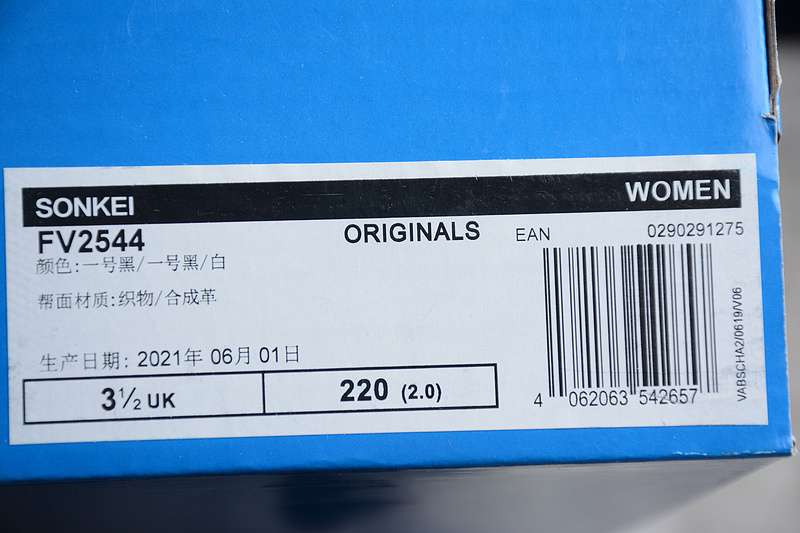 SONKEI
WOMEN
FV2544
ORIGINALS
EAN
0290291275
颜色:一号黑/一号黑/白
帮面材质:织物/合成革
生产日期: 2021年 06月 01日
3½ UK
220 (2.0)
4 062063 542657
VABSCHA2/0619/V06